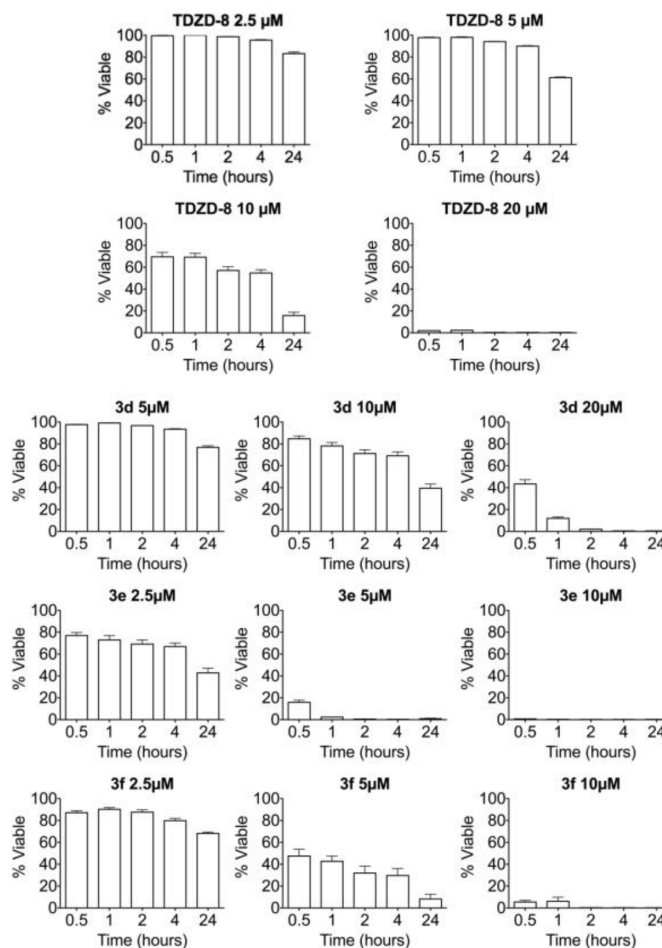 TDZD-8 2.5 µM
% Viable
100
80
60
40
20
0
0.5 1 2 4 24
Time (hours)
TDZD-8 5 µM
% Viable
100
80
60
40
20
0
0.5 1 2 4 24
Time (hours)
TDZD-8 10 µM
% Viable
100
80
60
40
20
0
0.5 1 2 4 24
Time (hours)
TDZD-8 20 µM
% Viable
100
80
60
40
20
0
0.5 1 2 4 24
Time (hours)
3d 5µM
% Viable
100
80
60
40
20
0
0.5 1 2 4 24
Time (hours)
3d 10µM
% Viable
100
80
60
40
20
0
0.5 1 2 4 24
Time (hours)
3d 20µM
% Viable
100
80
60
40
20
0
0.5 1 2 4 24
Time (hours)
3e 2.5µM
% Viable
100
80
60
40
20
0
0.5 1 2 4 24
Time (hours)
3e 5µM
% Viable
100
80
60
40
20
0
0.5 1 2 4 24
Time (hours)
3e 10µM
% Viable
100
80
60
40
20
0
0.5 1 2 4 24
Time (hours)
3f 2.5µM
% Viable
100
80
60
40
20
0
0.5 1 2 4 24
Time (hours)
3f 5µM
% Viable
100
80
60
40
20
0
0.5 1 2 4 24
Time (hours)
3f 10µM
% Viable
100
80
60
40
20
0
0.5 1 2 4 24
Time (hours)